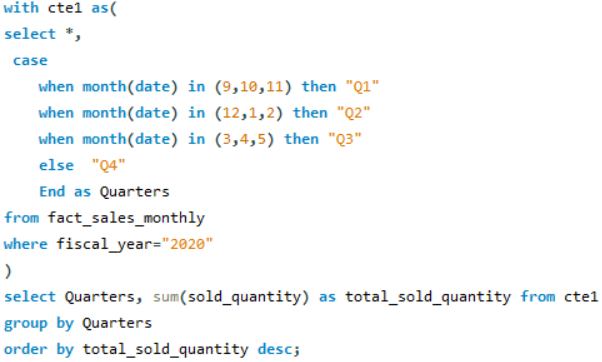 with cte1 as(
select *,
case
when month(date) in (9,10,11) then "Q1"
when month(date) in (12,1,2) then "Q2"
when month(date) in (3,4,5) then "Q3"
else "Q4"
End as Quarters
from fact_sales_monthly
where fiscal_year="2020"
)
select Quarters, sum(sold_quantity) as total_sold_quantity from cte1
group by Quarters
order by total_sold_quantity desc;